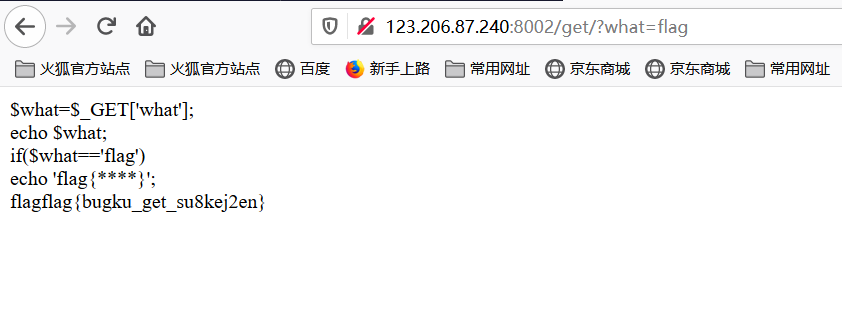 123.206.87.240:8002/get/?what=flag
火狐官方站点 火狐官方站点 百度 新手上路 常用网址 京东商城 京东商城 常用网址
$what=$_GET['what'];
echo $what;
if($what=='flag')
echo 'flag{****}';
flagflag{bugku_get_su8kej2en}